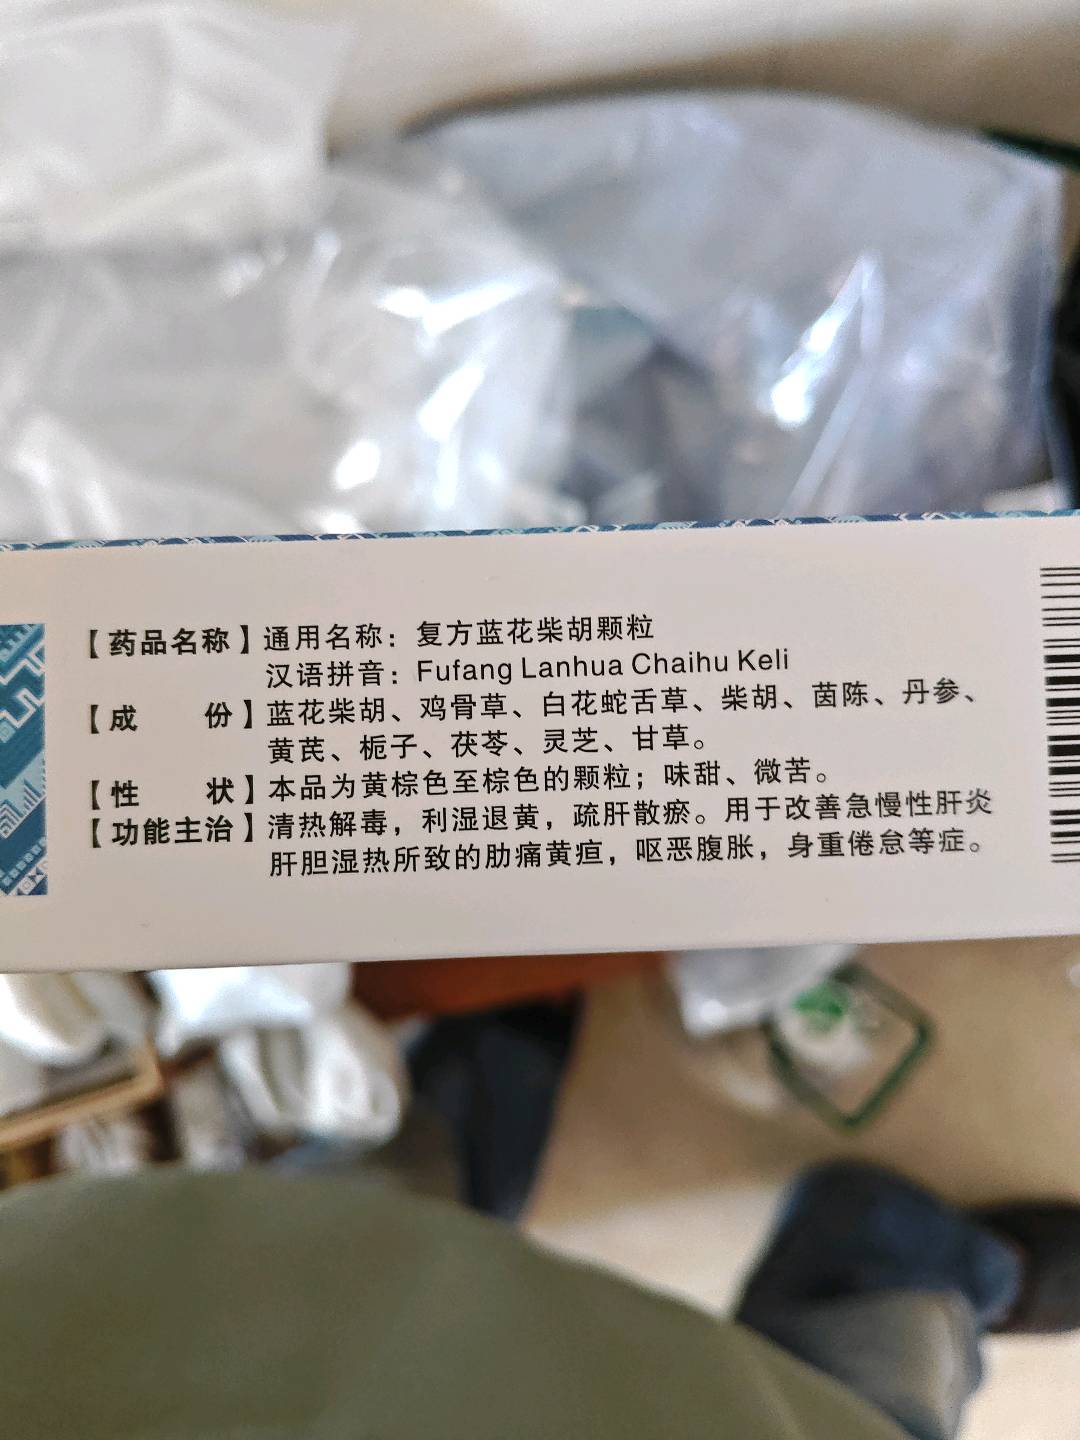 【药品名称】通用名称：复方蓝花柴胡颗粒
汉语拼音：Fufang Lanhua Chaihu Keli
【成　　份】蓝花柴胡、鸡骨草、白花蛇舌草、柴胡、茵陈、丹参、
黄芪、栀子、茯苓、灵芝、甘草。
【性　　状】本品为黄棕色至棕色的颗粒；味甜、微苦。
【功能主治】清热解毒，利湿退黄，疏肝散瘀。用于改善急慢性肝炎
肝胆湿热所致的肋痛黄疸，呕恶腹胀，身重倦怠等症。